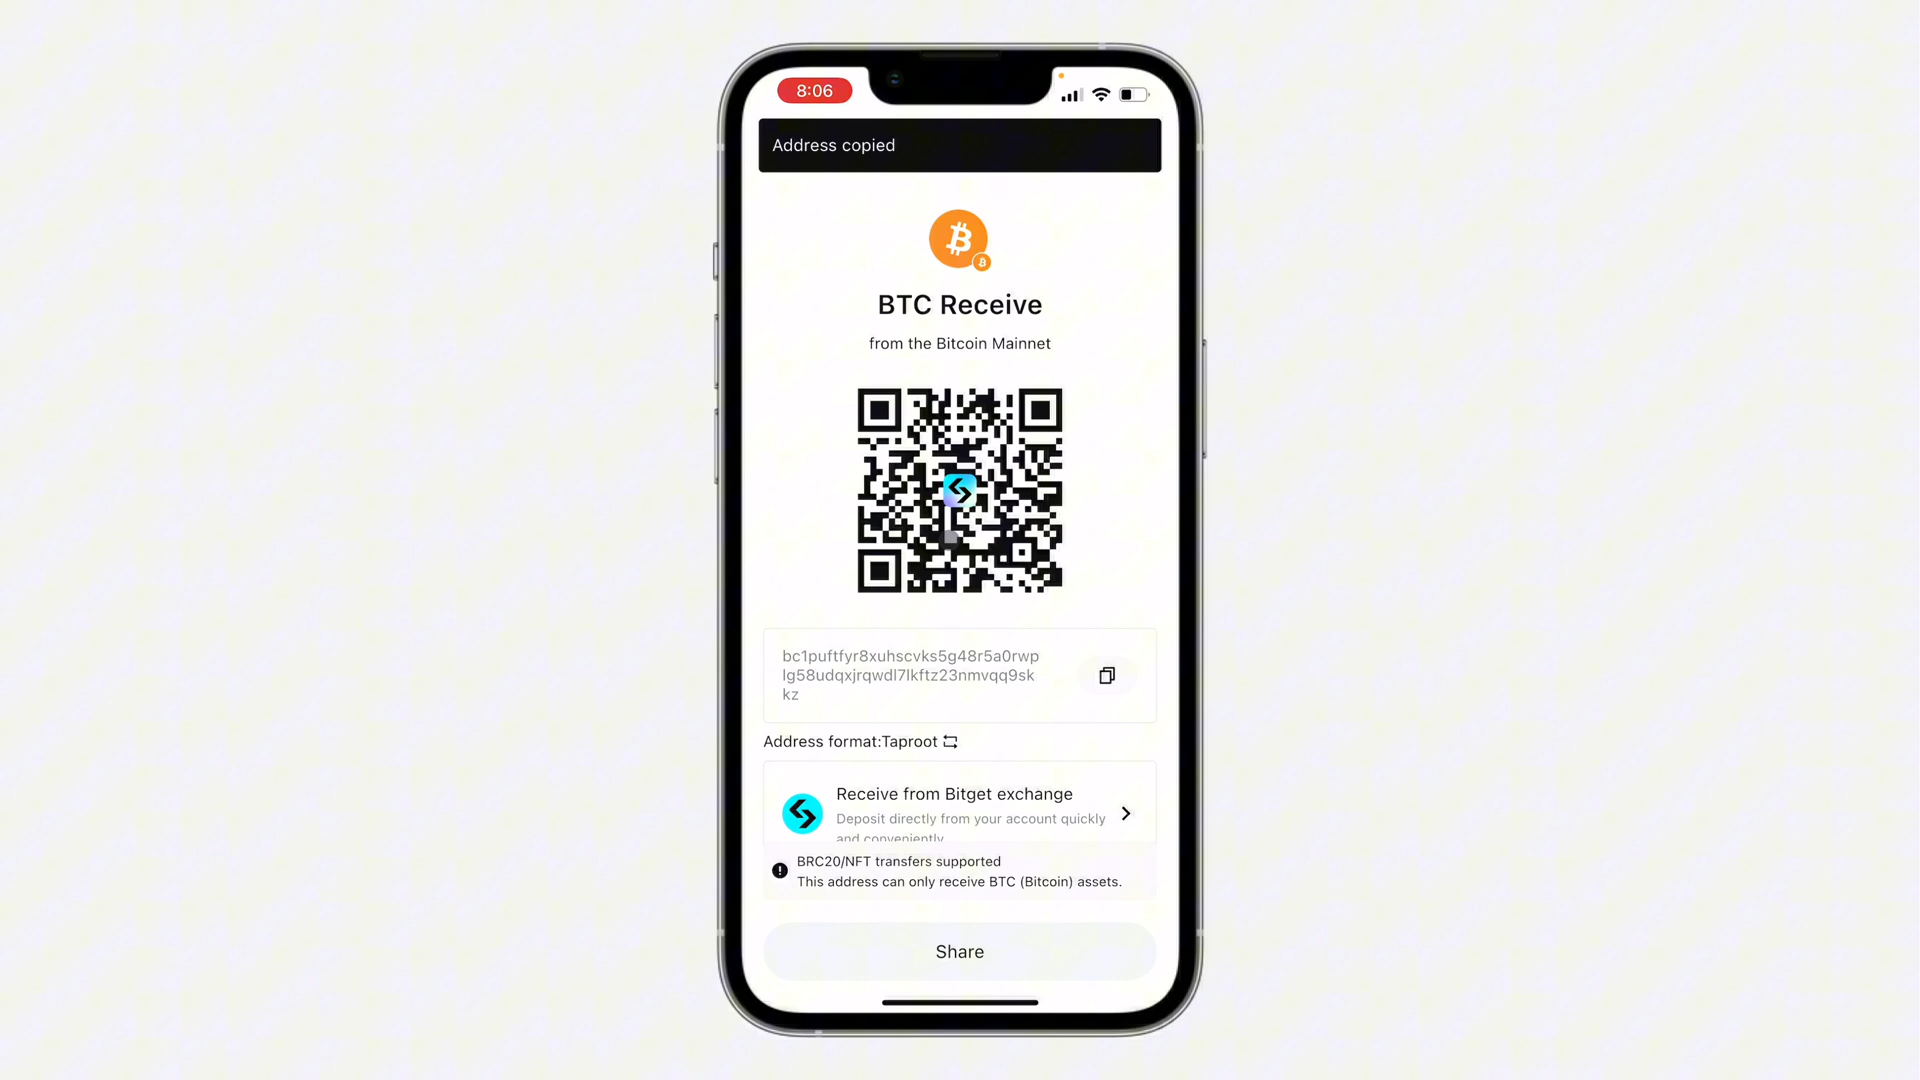 8:06
Address copied
BTC Receive
from the Bitcoin Mainnet
bc1puftfyr8xuhscvks5g48r5a0rwp
lg58udqxjrqwdl7lkftz23nmvqq9sk
kz
Address format:Taproot
Receive from Bitget exchange
Deposit directly from your account quickly
and conveniently
BRC20/NFT transfers supported
This address can only receive BTC (Bitcoin) assets.
Share